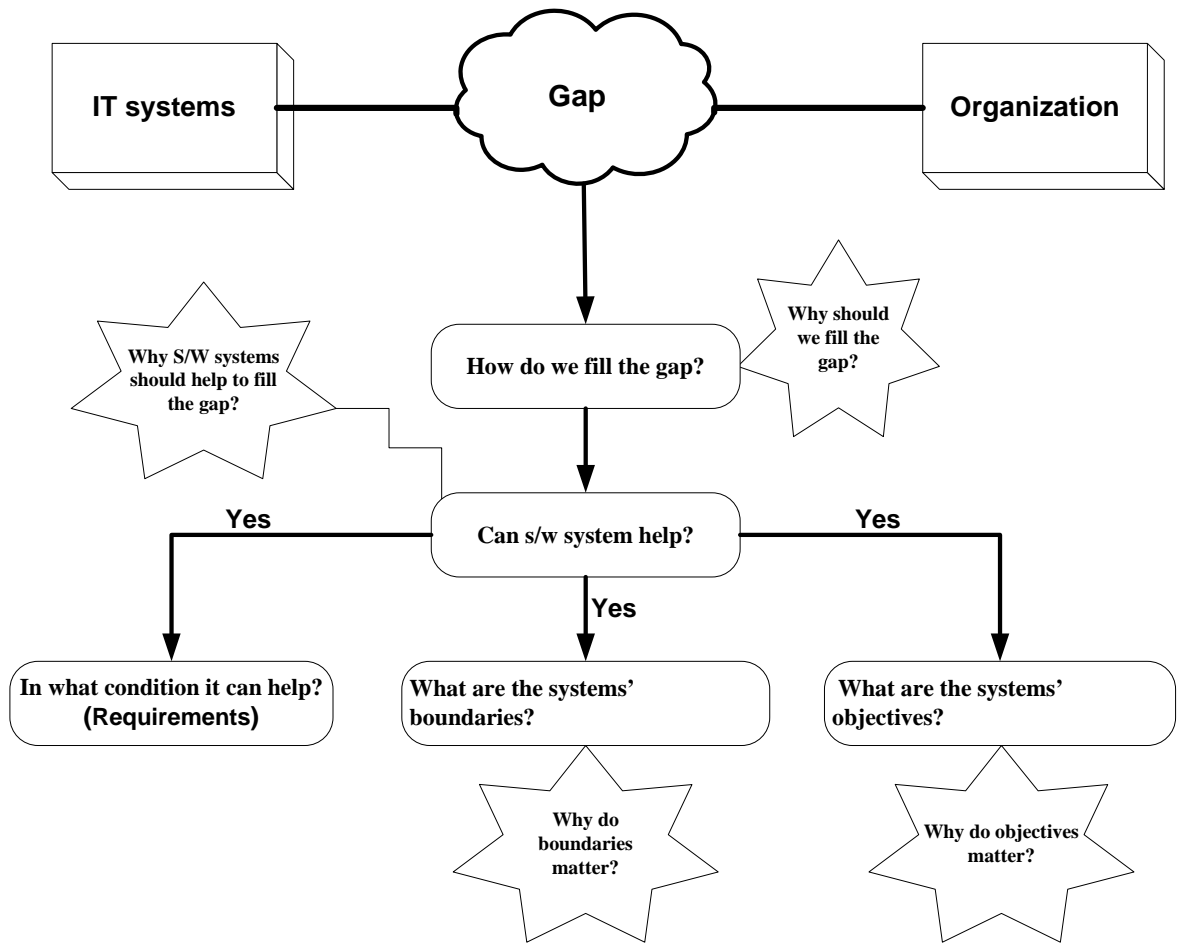 IT systems
Gap
Organization
Why should
we fill the
gap?
Why S/W systems
should help to fill
the gap?
How do we fill the gap?
Yes
Can s/w system help?
Yes
Yes
In what condition it can help?
(Requirements)
What are the systems’
boundaries?
What are the systems’
objectives?
Why do
boundaries
matter?
Why do objectives
matter?